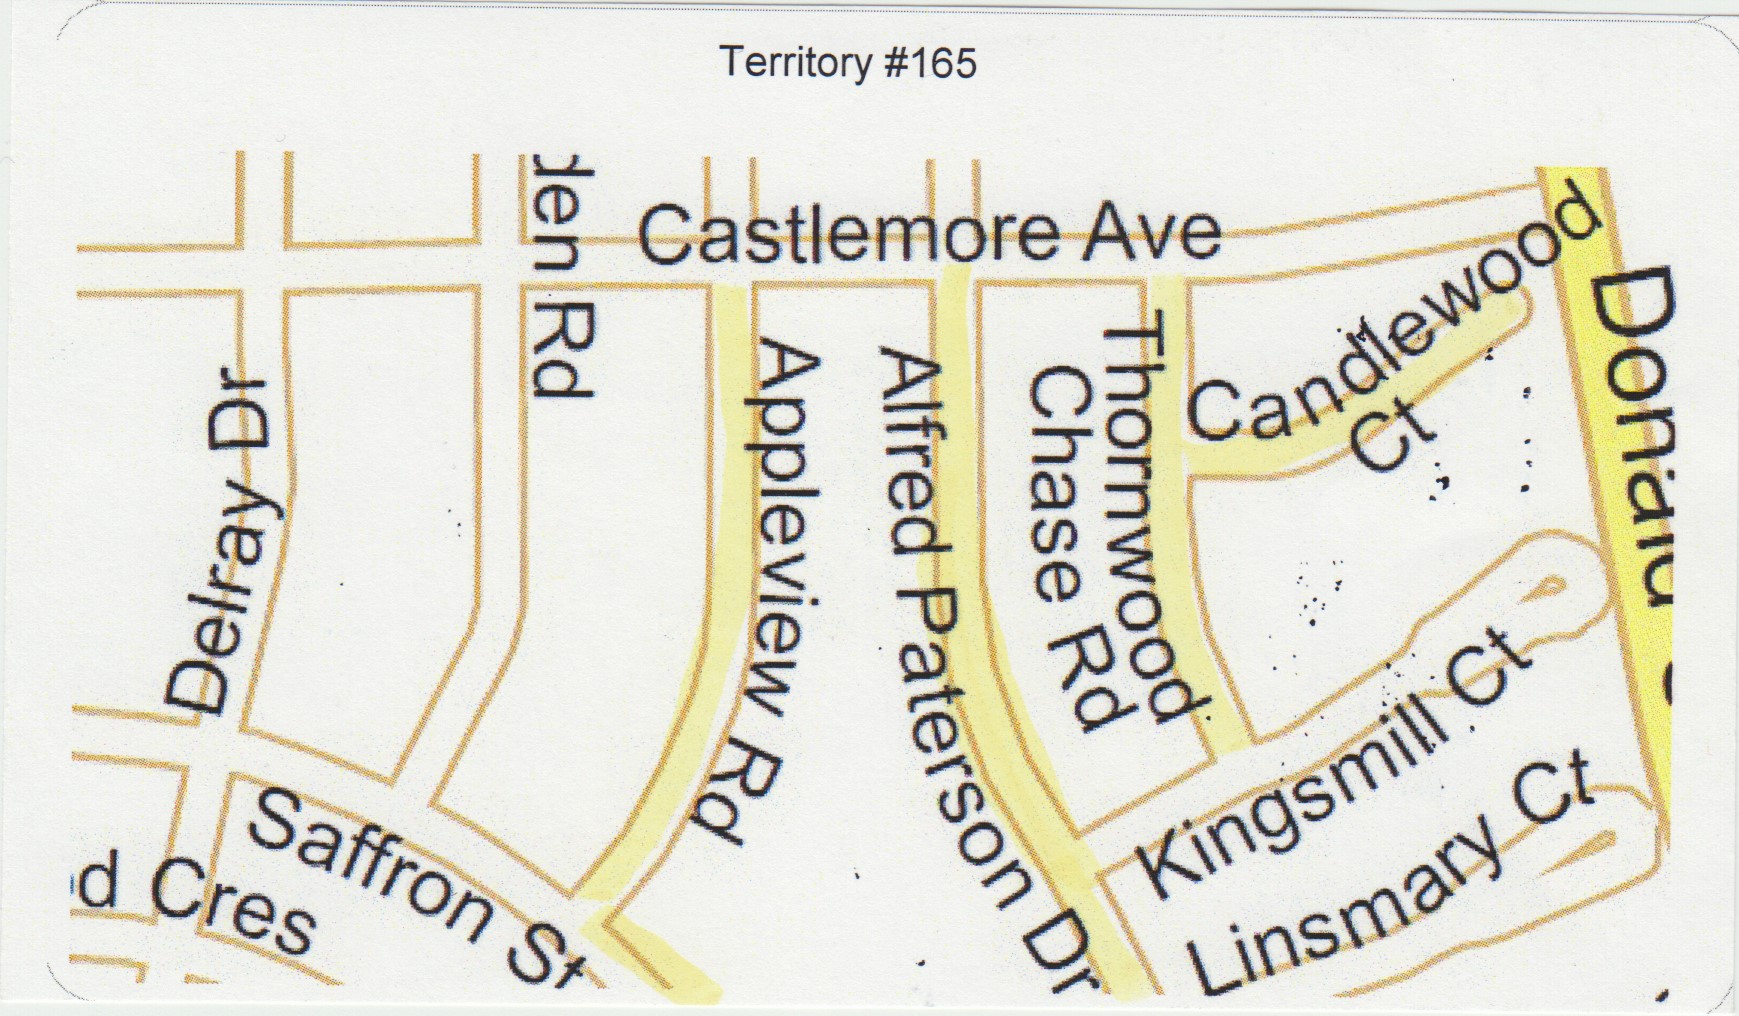 Territory #165
den Rd
Castlemore Ave
Candlewood
Ct
Delray Dr
Appleview Rd
Alfred Paterson Dr
Thornwood
Chase Rd
Kingsmill Ct
Linsmary Ct
Saffron St
d Cres